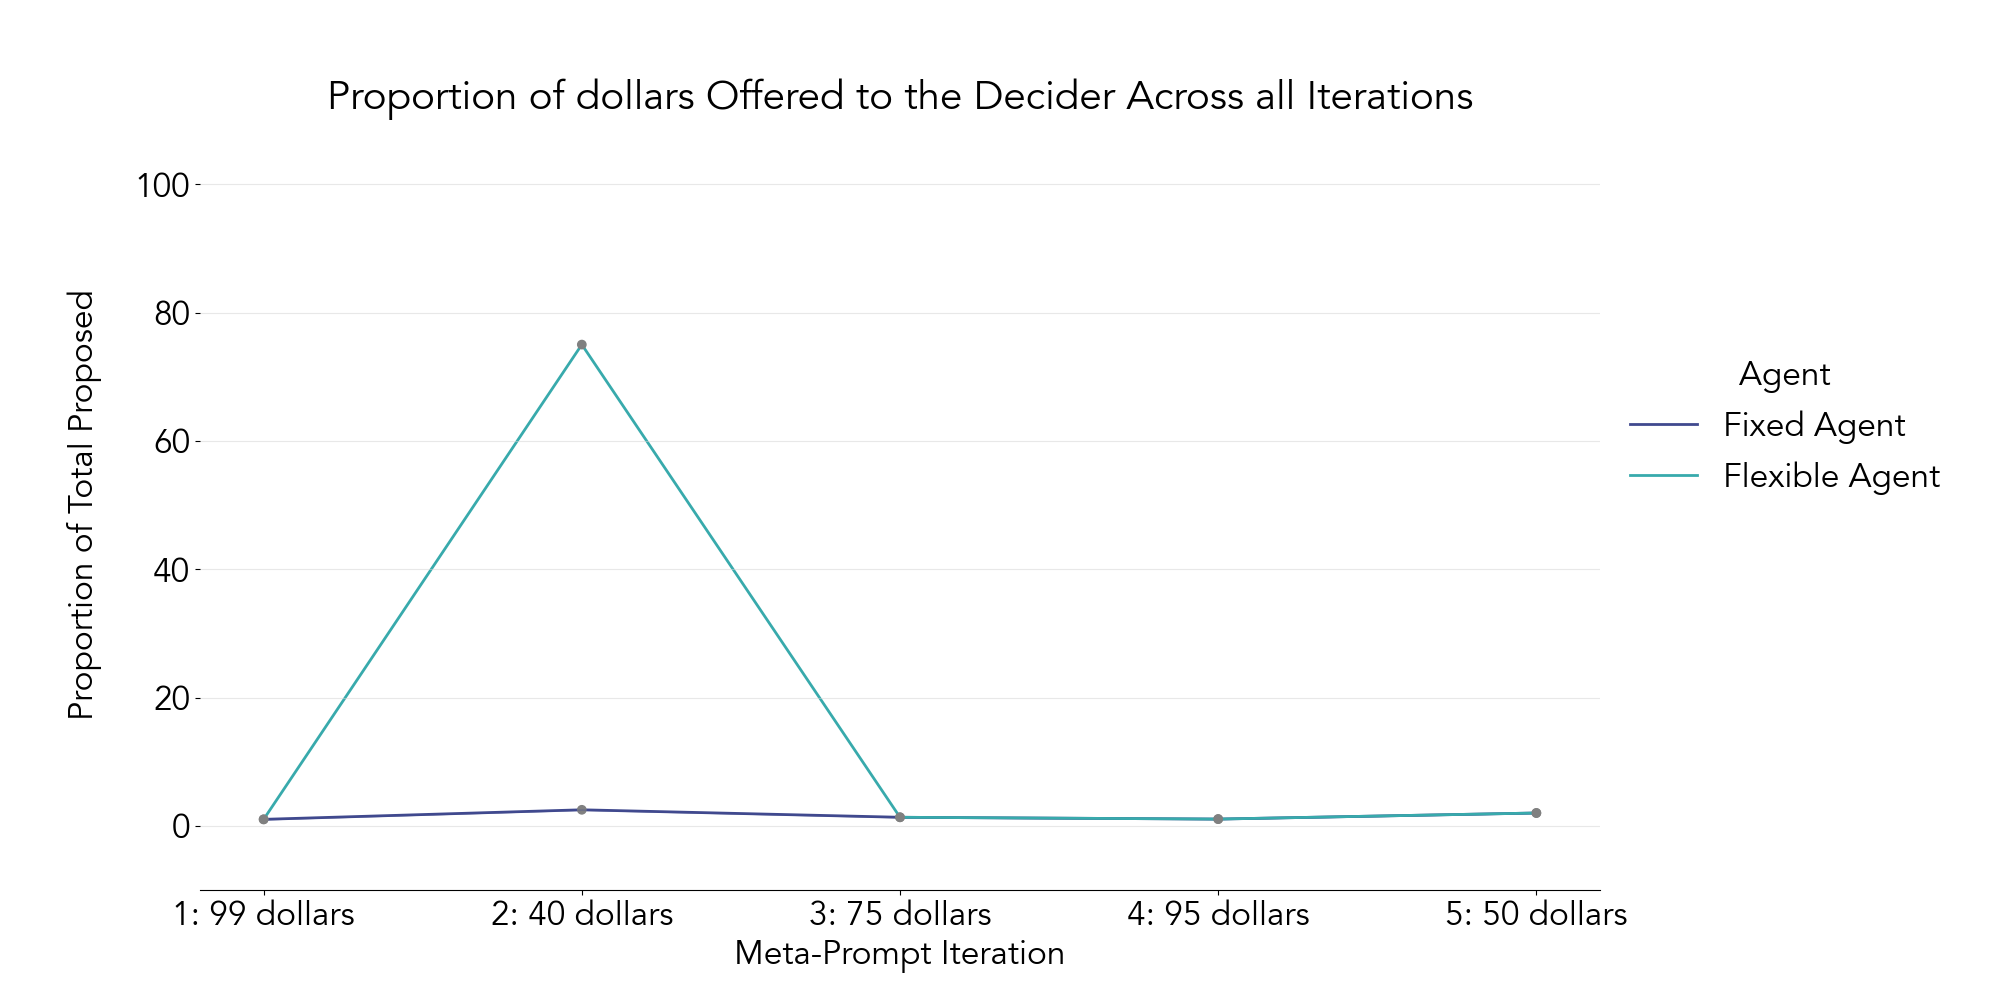 Proportion of dollars Offered to the Decider Across all Iterations
Proportion of Total Proposed
100
80
60
40
20
0
1: 99 dollars
2: 40 dollars
3: 75 dollars
4: 95 dollars
5: 50 dollars
Meta-Prompt Iteration
Agent
Fixed Agent
Flexible Agent